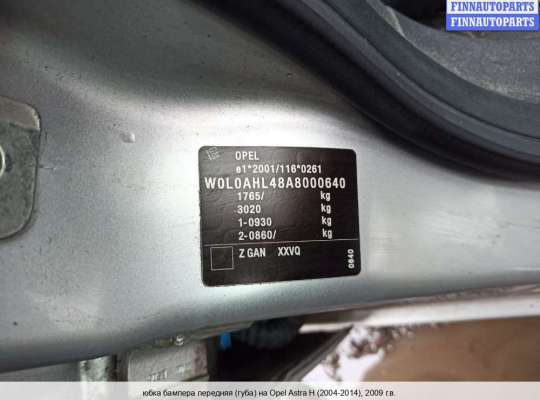 FINNAUTOPARTS
FINNAUTOPARTS
OPEL
e1*2001/116*0261
W0L0AHL48A8000640
1765/ kg
3020 kg
1-0930 kg
2-0860/ kg
Z GAN XXVQ
0640
юбка бампера передняя (губа) на Opel Astra H (2004-2014), 2009 г.в.